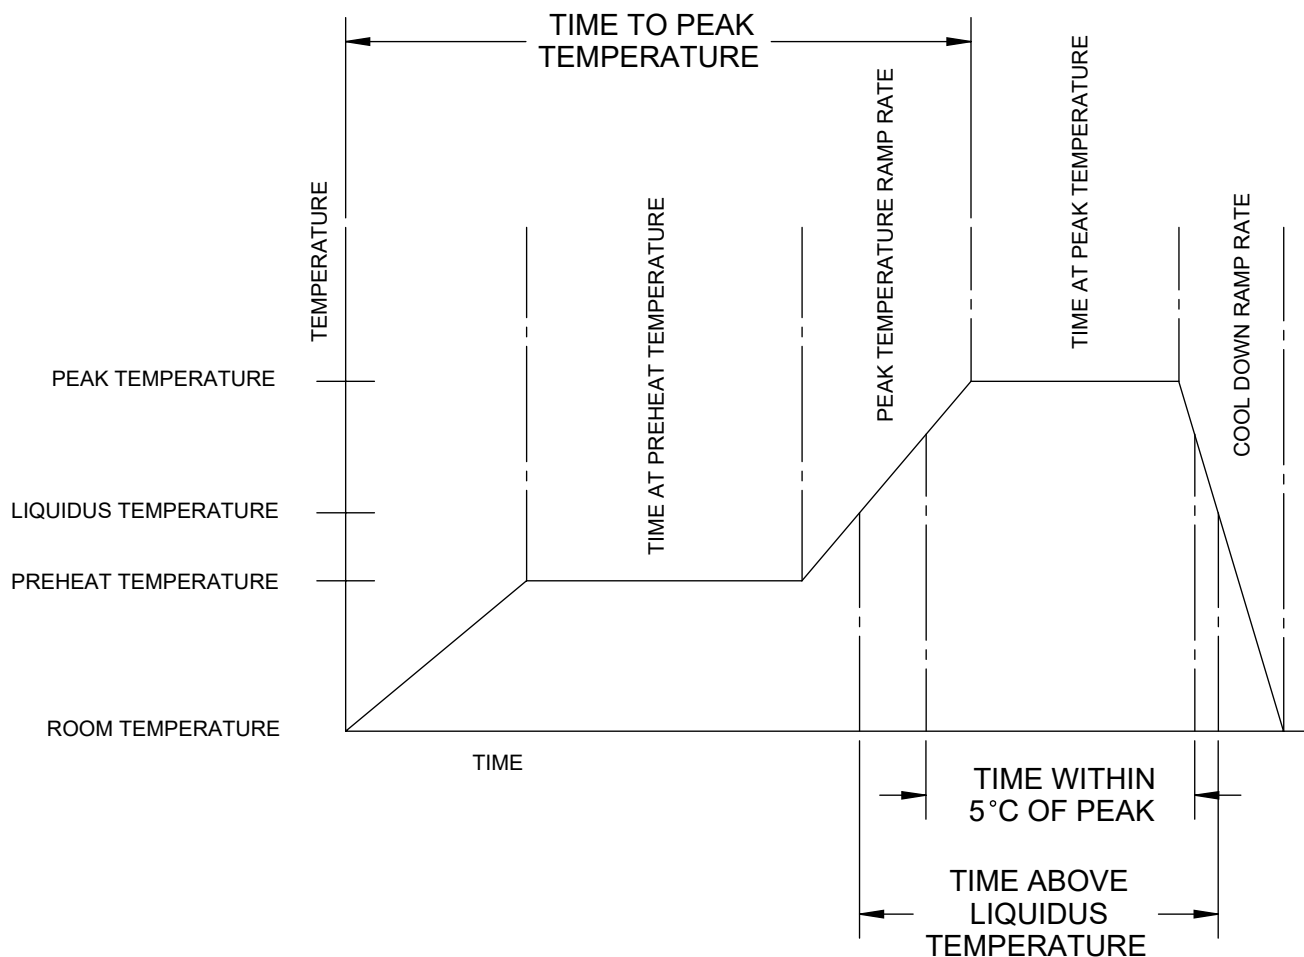 TIME TO PEAK
TEMPERATURE
TEMPERATURE
TIME AT PREHEAT TEMPERATURE
PEAK TEMPERATURE RAMP RATE
TIME AT PEAK TEMPERATURE
COOL DOWN RAMP RATE
PEAK TEMPERATURE
LIQUIDUS TEMPERATURE
PREHEAT TEMPERATURE
ROOM TEMPERATURE
TIME
TIME WITHIN
5°C OF PEAK
TIME ABOVE
LIQUIDUS
TEMPERATURE